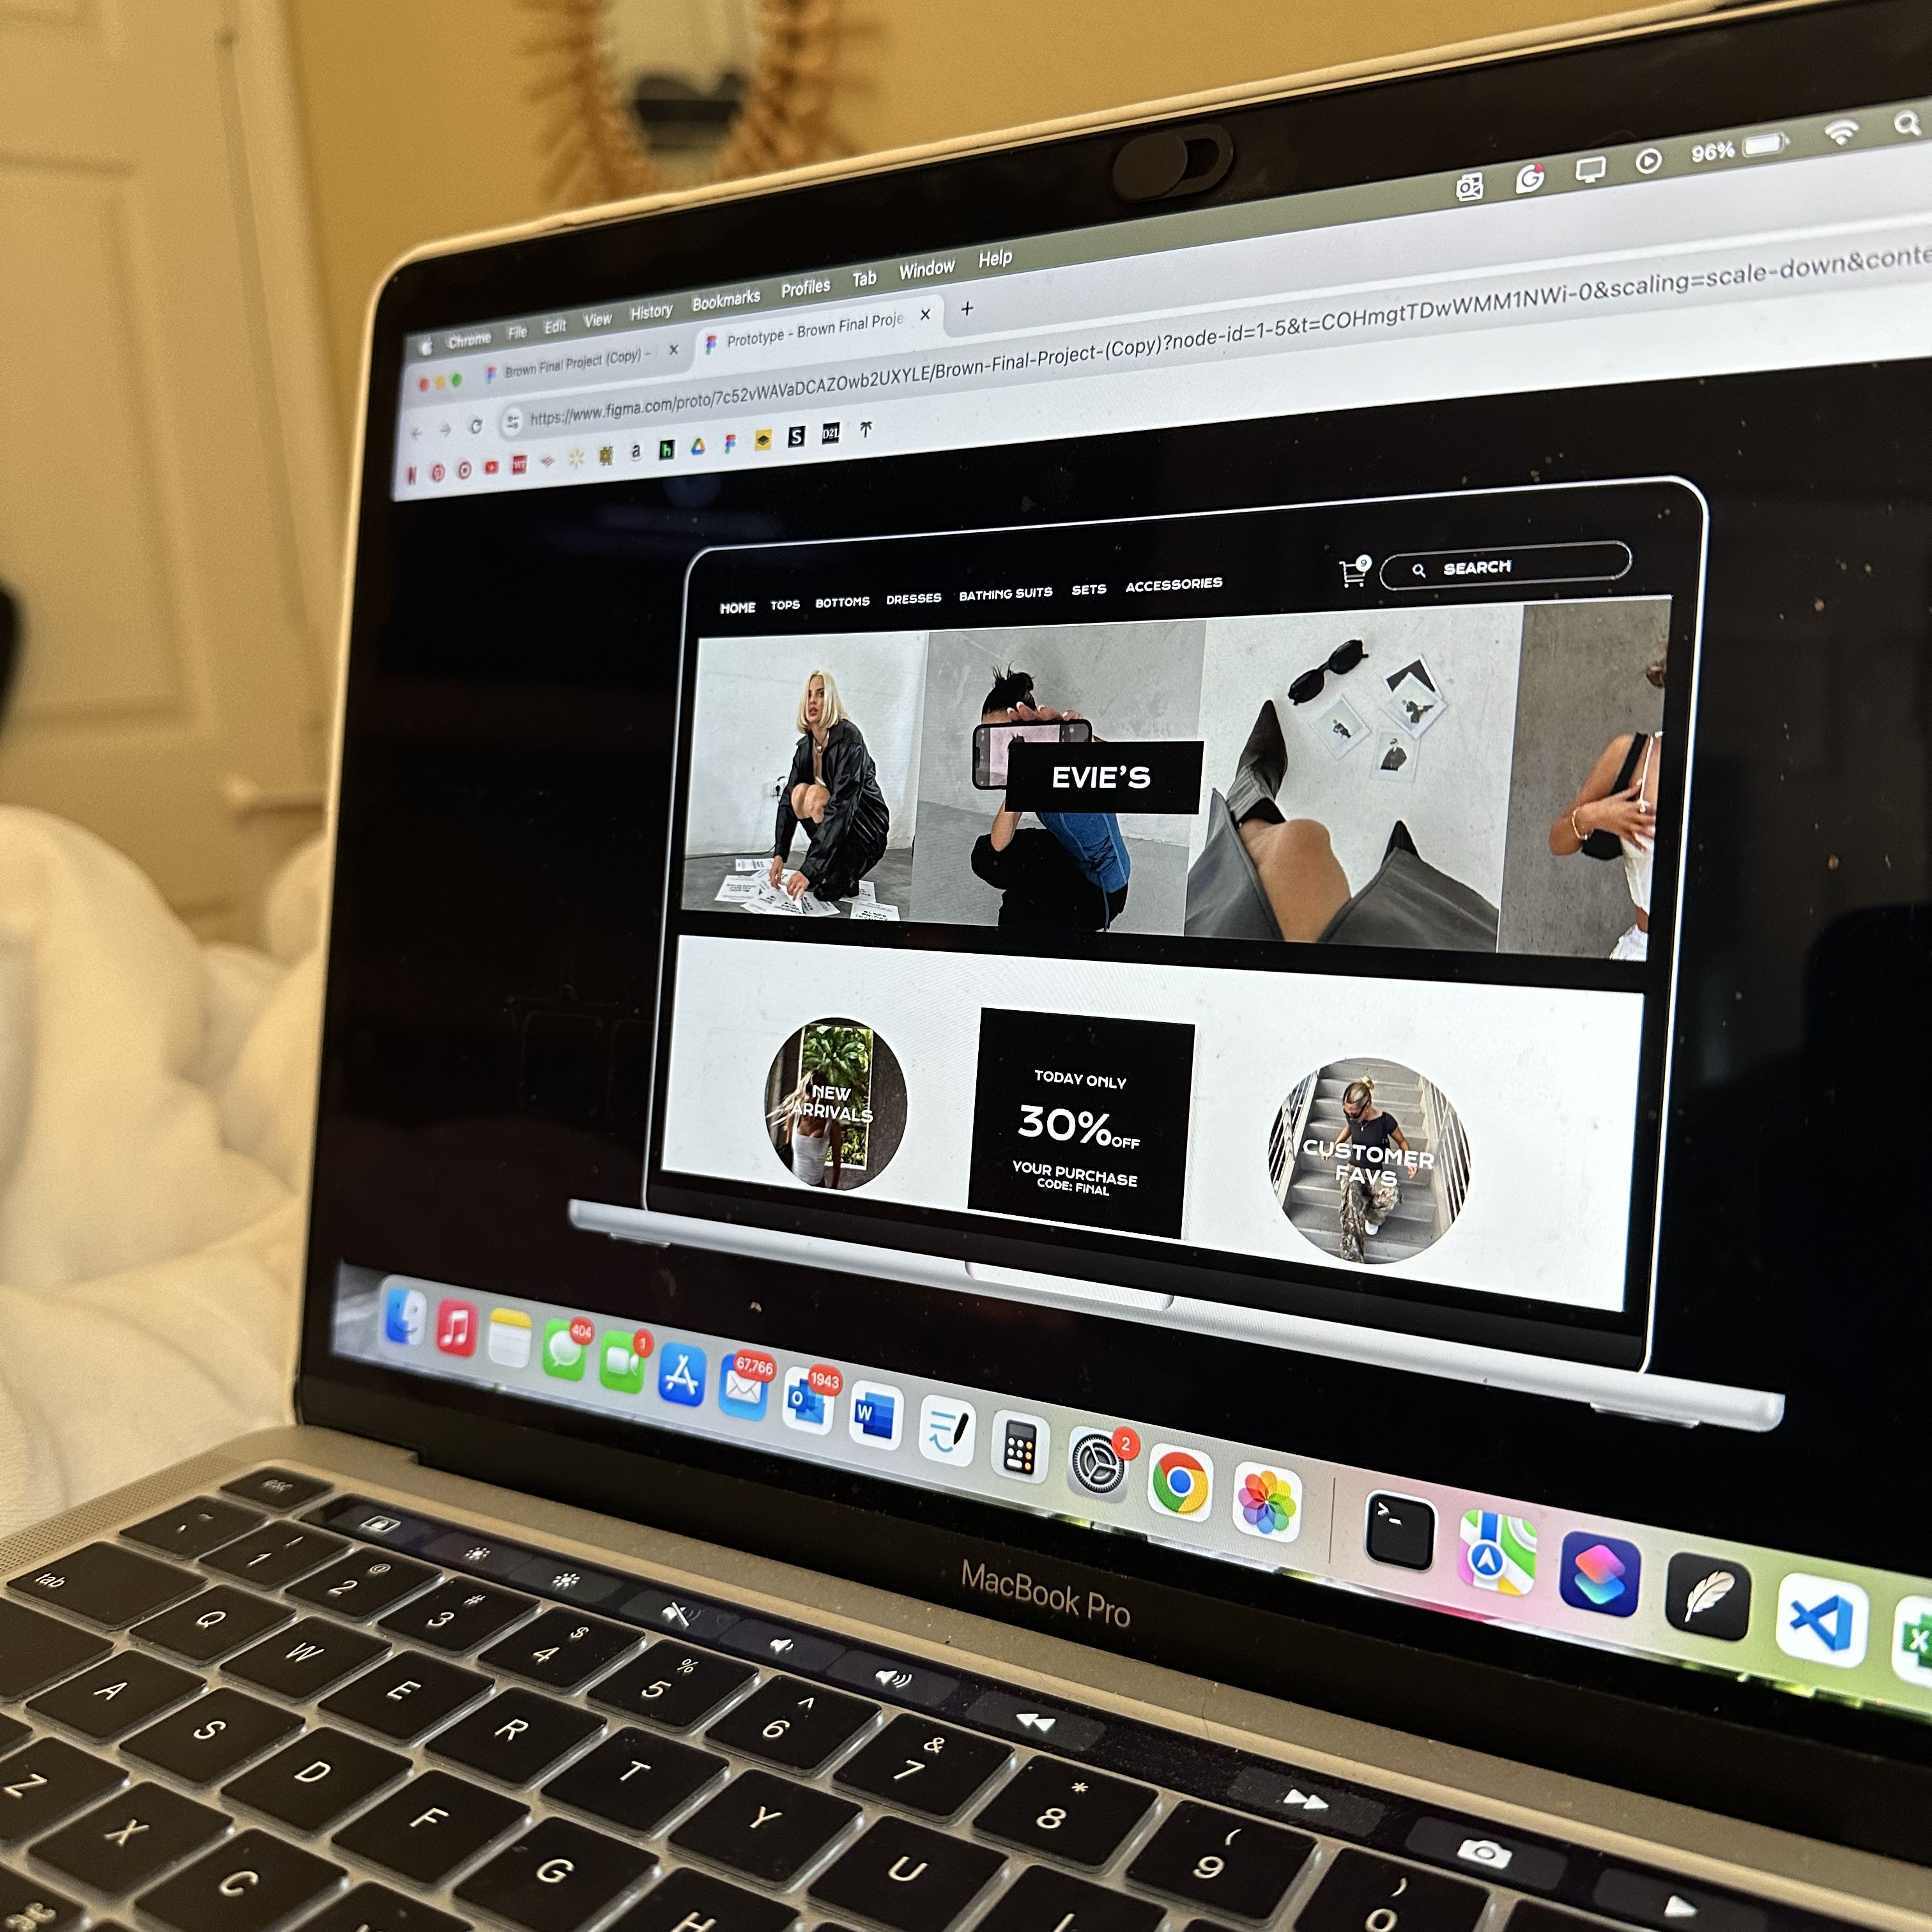 96%
Chrome File Edit View History Bookmarks Profiles Tab Window Help
Brown Final Project (Copy) –
Prototype - Brown Final Proje
https://www.figma.com/proto/7c52vWAVaDCAZOwb2UXYLE/Brown-Final-Project-(Copy)?node-id=1-5&t=COHmgtTDwWMM1NWi-0&scaling=scale-down&conte
a h S D2L
9
SEARCH
HOME TOPS BOTTOMS DRESSES BATHING SUITS SETS ACCESSORIES
EVIE'S
NEW
ARRIVALS
TODAY ONLY
30%OFF
YOUR PURCHASE
CODE: FINAL
CUSTOMER
FAVS
404
1
67,766
1943
2
O
W
>_
X
MacBook Pro
esc
~ ! 1 @ 2 # 3 $ 4 % 5 ^ 6 & 7 * 8 ( 9 ) 0
tab Q W E R T Y U I
A S D F G H
Z X C
⌘